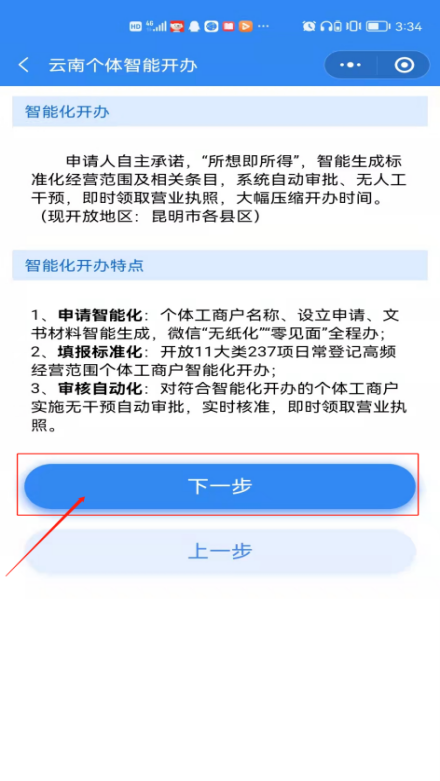 HD 4G 3:34
云南个体智能开办
智能化开办
申请人自主承诺，“所想即所得”，智能生成标
准化经营范围及相关条目，系统自动审批、无人工
干预，即时领取营业执照，大幅压缩开办时间。
（现开放地区：昆明市各县区）
智能化开办特点
1、申请智能化：个体工商户名称、设立申请、文
书材料智能生成，微信“无纸化”“零见面”全程办;
2、填报标准化：开放11大类237项日常登记高频
经营范围个体工商户智能化开办;
3、审核自动化：对符合智能化开办的个体工商户
实施无干预自动审批，实时核准，即时领取营业执
照。
下一步
上一步